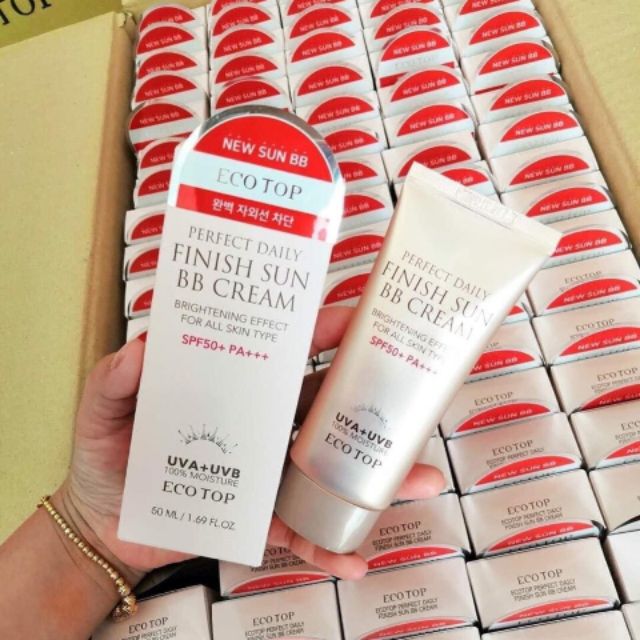 NEW SUN BB
ECO TOP
완벽 자외선 차단
PERFECT DAILY
FINISH SUN
BB CREAM
BRIGHTENING EFFECT
FOR ALL SKIN TYPE
SPF50+ PA+++
UVA+UVB
100% MOISTURE
ECO TOP
50 ML / 1.69 FL.OZ.
PERFECT DAILY
FINISH SUN
BB CREAM
BRIGHTENING EFFECT
FOR ALL SKIN TYPE
SPF50+ PA+++
UVA+UVB
100% MOISTURE
ECO TOP
NEW SUN BB
ECO TOP
ECOTOP PERFECT DAILY
FINISH SUN BB CREAM